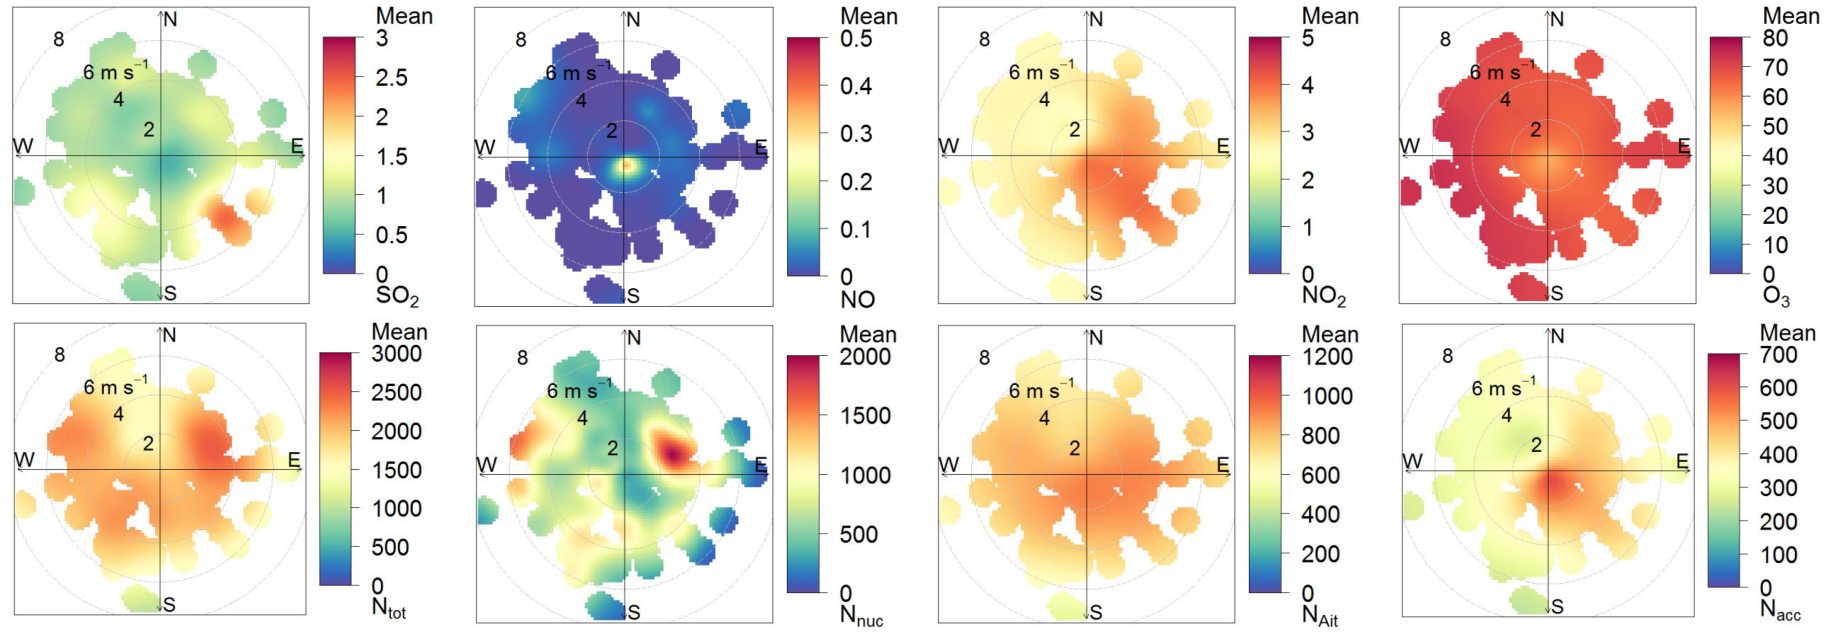 N
8
6 m s⁻¹
4
2
W
E
S
Mean
3
2.5
2
1.5
1
0.5
0
SO₂
N
8
6 m s⁻¹
4
2
W
E
S
Mean
0.5
0.4
0.3
0.2
0.1
0
NO
N
8
6 m s⁻¹
4
2
W
E
S
Mean
5
4
3
2
1
0
NO₂
N
8
6 m s⁻¹
4
2
W
E
S
Mean
80
70
60
50
40
30
20
10
0
O₃
N
8
6 m s⁻¹
4
2
W
E
S
Mean
3000
2500
2000
1500
1000
500
0
Nₜₒₜ
N
8
6 m s⁻¹
4
2
W
E
S
Mean
2000
1500
1000
500
0
N_nuc
N
8
6 m s⁻¹
4
2
W
E
S
Mean
1200
1000
800
600
400
200
0
N_Ait
N
8
6 m s⁻¹
4
2
W
E
S
Mean
700
600
500
400
300
200
100
0
N_acc